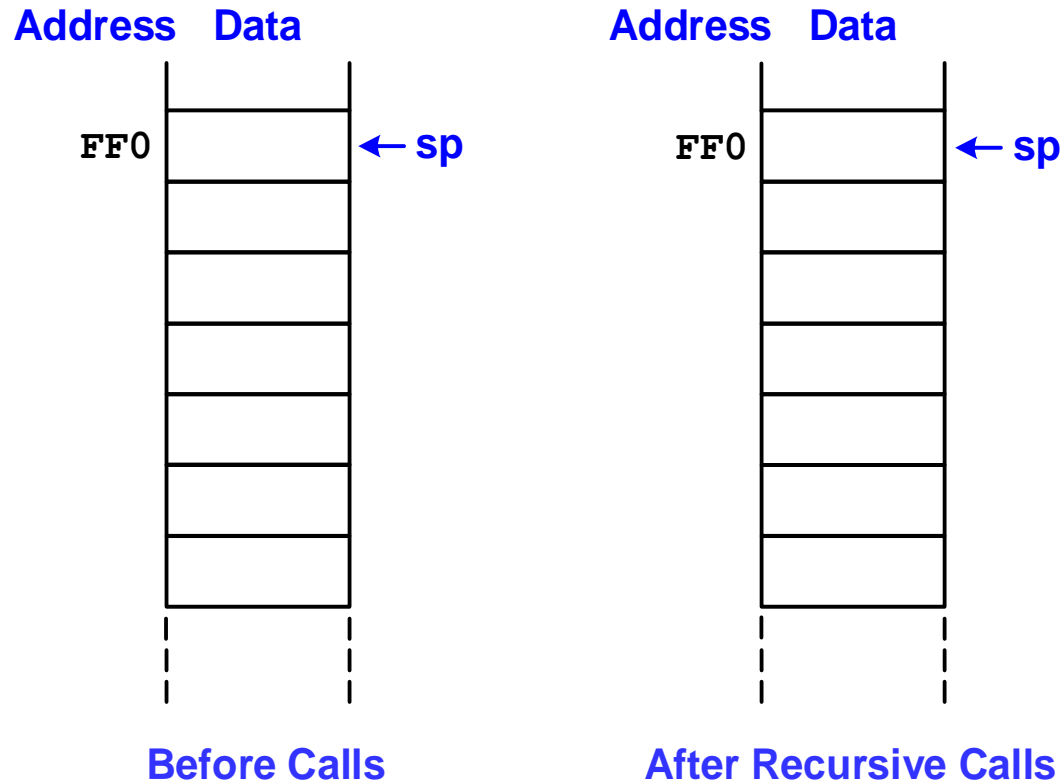 Address Data
Address Data
FF0
sp
FF0
sp
Before Calls
After Recursive Calls